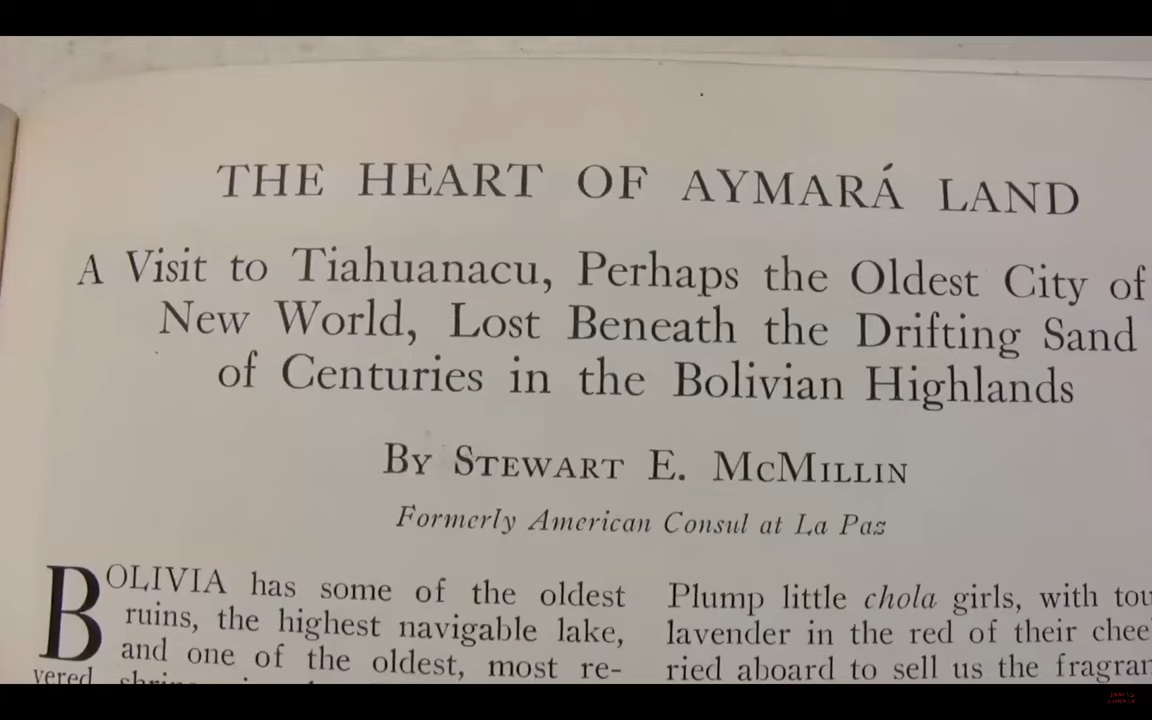 THE HEART OF AYMARÁ LAND
A Visit to Tiahuanacu, Perhaps the Oldest City of
New World, Lost Beneath the Drifting Sand
of Centuries in the Bolivian Highlands
By Stewart E. McMillin
Formerly American Consul at La Paz
BOLIVIA has some of the oldest
ruins, the highest navigable lake,
and one of the oldest, most re-
vered
Plump little chola girls, with
lavender in the red of their
ried aboard to sell us the